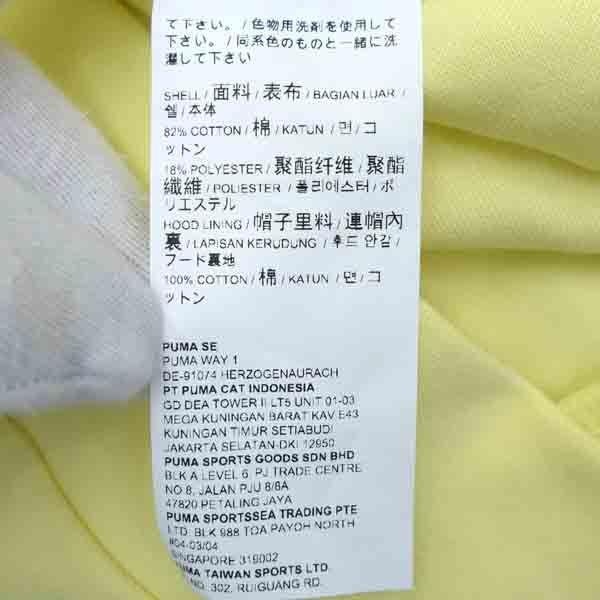 て下さい。/色物用洗剤を使用して
下さい。/同系色のものと一緒に洗
濯して下さい
SHELL / 面料 / 表布 / BAGIAN LUAR /
쉘 / 本体
82% COTTON / 棉 / KATUN / 면 / コ
ットン
18% POLYESTER / 聚酯纤维 / 聚酯
纖維 / POLIESTER / 폴리에스터 / ポ
リエステル
HOOD LINING / 帽子里料 / 連帽內
裏 / LAPISAN KERUDUNG / 후드 안감 /
フード裏地
100% COTTON / 棉 / KATUN / 면 / コ
ットン
PUMA SE
PUMA WAY 1
DE-91074 HERZOGENAURACH
PT PUMA CAT INDONESIA
GD DEA TOWER II LT5 UNIT 01-03
MEGA KUNINGAN BARAT KAV E43
KUNINGAN TIMUR SETIABUDI
JAKARTA SELATAN-DKI 12950
PUMA SPORTS GOODS SDN BHD
BLK A LEVEL 6, PJ TRADE CENTRE
NO 8, JALAN PJU 8/8A
47820 PETALING JAYA
PUMA SPORTSSEA TRADING PTE
LTD. BLK 988 TOA PAYOH NORTH
#04-03/04
SINGAPORE 319002
PUMA TAIWAN SPORTS LTD.
NO. 302, RUIGUANG RD.